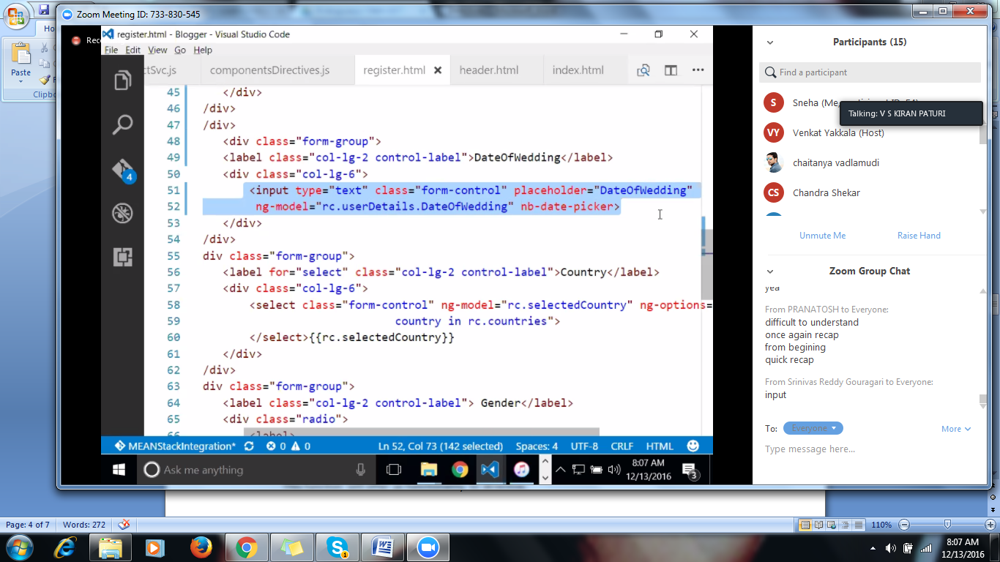 Zoom Meeting ID: 733-830-545
Ho
Paste
Clipbo
Rec
register.html - Blogger - Visual Studio Code
File Edit View Go Help
ctSvc.js componentsDirectives.js register.html header.html index.html
45 </div>
46 /div>
47 /div>
48 <div class="form-group">
49 <label class="col-lg-2 control-label">DateOfWedding</label>
50 <div class="col-lg-6">
51 <input type="text" class="form-control" placeholder="DateOfWedding"
52 ng-model="rc.userDetails.DateOfWedding" nb-date-picker>
53 </div>
54 /div>
55 div class="form-group">
56 <label for="select" class="col-lg-2 control-label">Country</label>
57 <div class="col-lg-6">
58 <select class="form-control" ng-model="rc.selectedCountry" ng-options=
59 country in rc.countries">
60 </select>{{rc.selectedCountry}}
61 </div>
62 /div>
63 div class="form-group">
64 <label class="col-lg-2 control-label"> Gender</label>
65 <div class="radio">
66 <label>
4
MEANStackIntegration* 0 0 Ln 52, Col 73 (142 selected) Spaces: 4 UTF-8 CRLF HTML
Ask me anything
8:07 AM
12/13/2016
3
Participants (15)
Find a participant
S Sneha (Me,
Talking: V S KIRAN PATURI
VY Venkat Yakkala (Host)
chaitanya vadlamudi
CS Chandra Shekar
Unmute Me Raise Hand
Zoom Group Chat
yea
From PRANATOSH to Everyone:
difficult to understand
once again recap
from begining
quick recap
From Srinivas Reddy Gouragari to Everyone:
input
To: Everyone More
Type message here...
Page: 4 of 7 Words: 272 110%
1
8:07 AM
12/13/2016